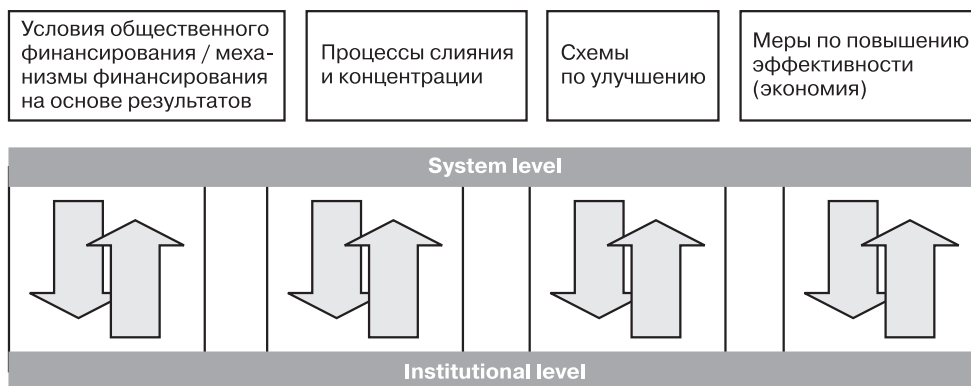 Условия общественного
финансирования / меха-
низмы финансирования
на основе результатов
Процессы слияния
и концентрации
Схемы
по улучшению
Меры по повышению
эффективности
(экономия)
System level
Institutional level